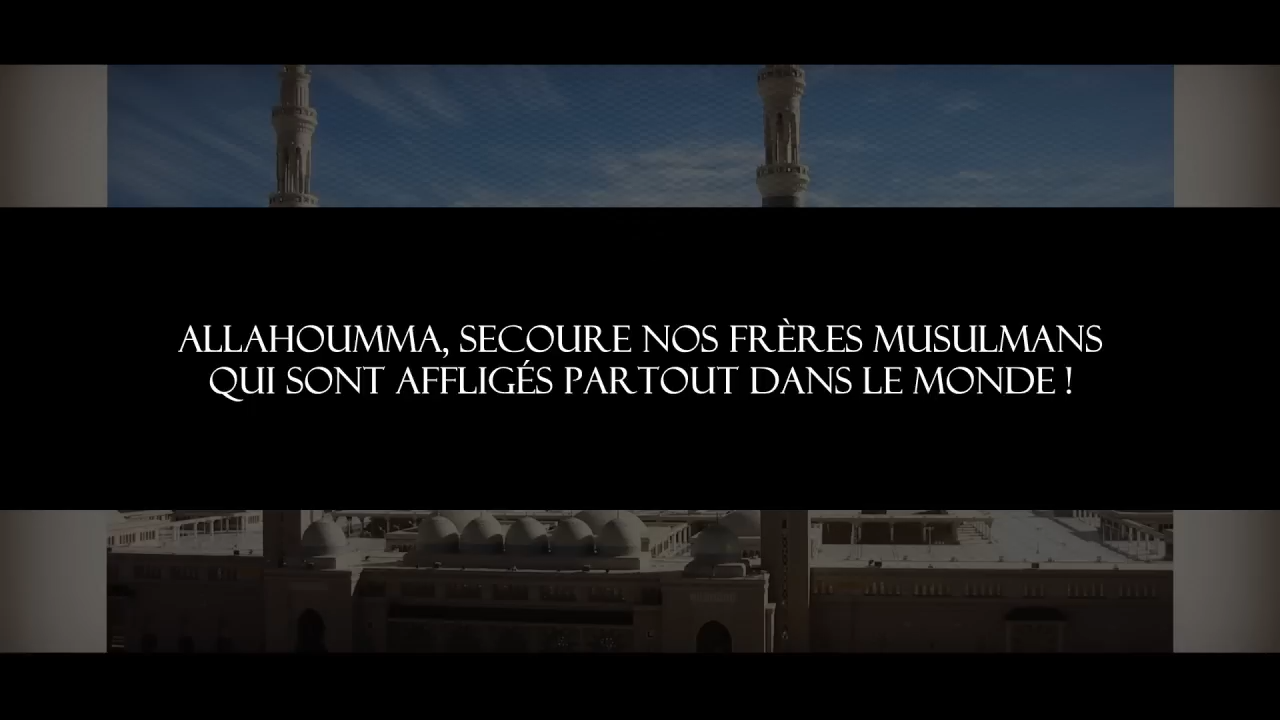 ALLAHOUMMA, SECOURE NOS FRÈRES MUSULMANS
QUI SONT AFFLIGÉS PARTOUT DANS LE MONDE !